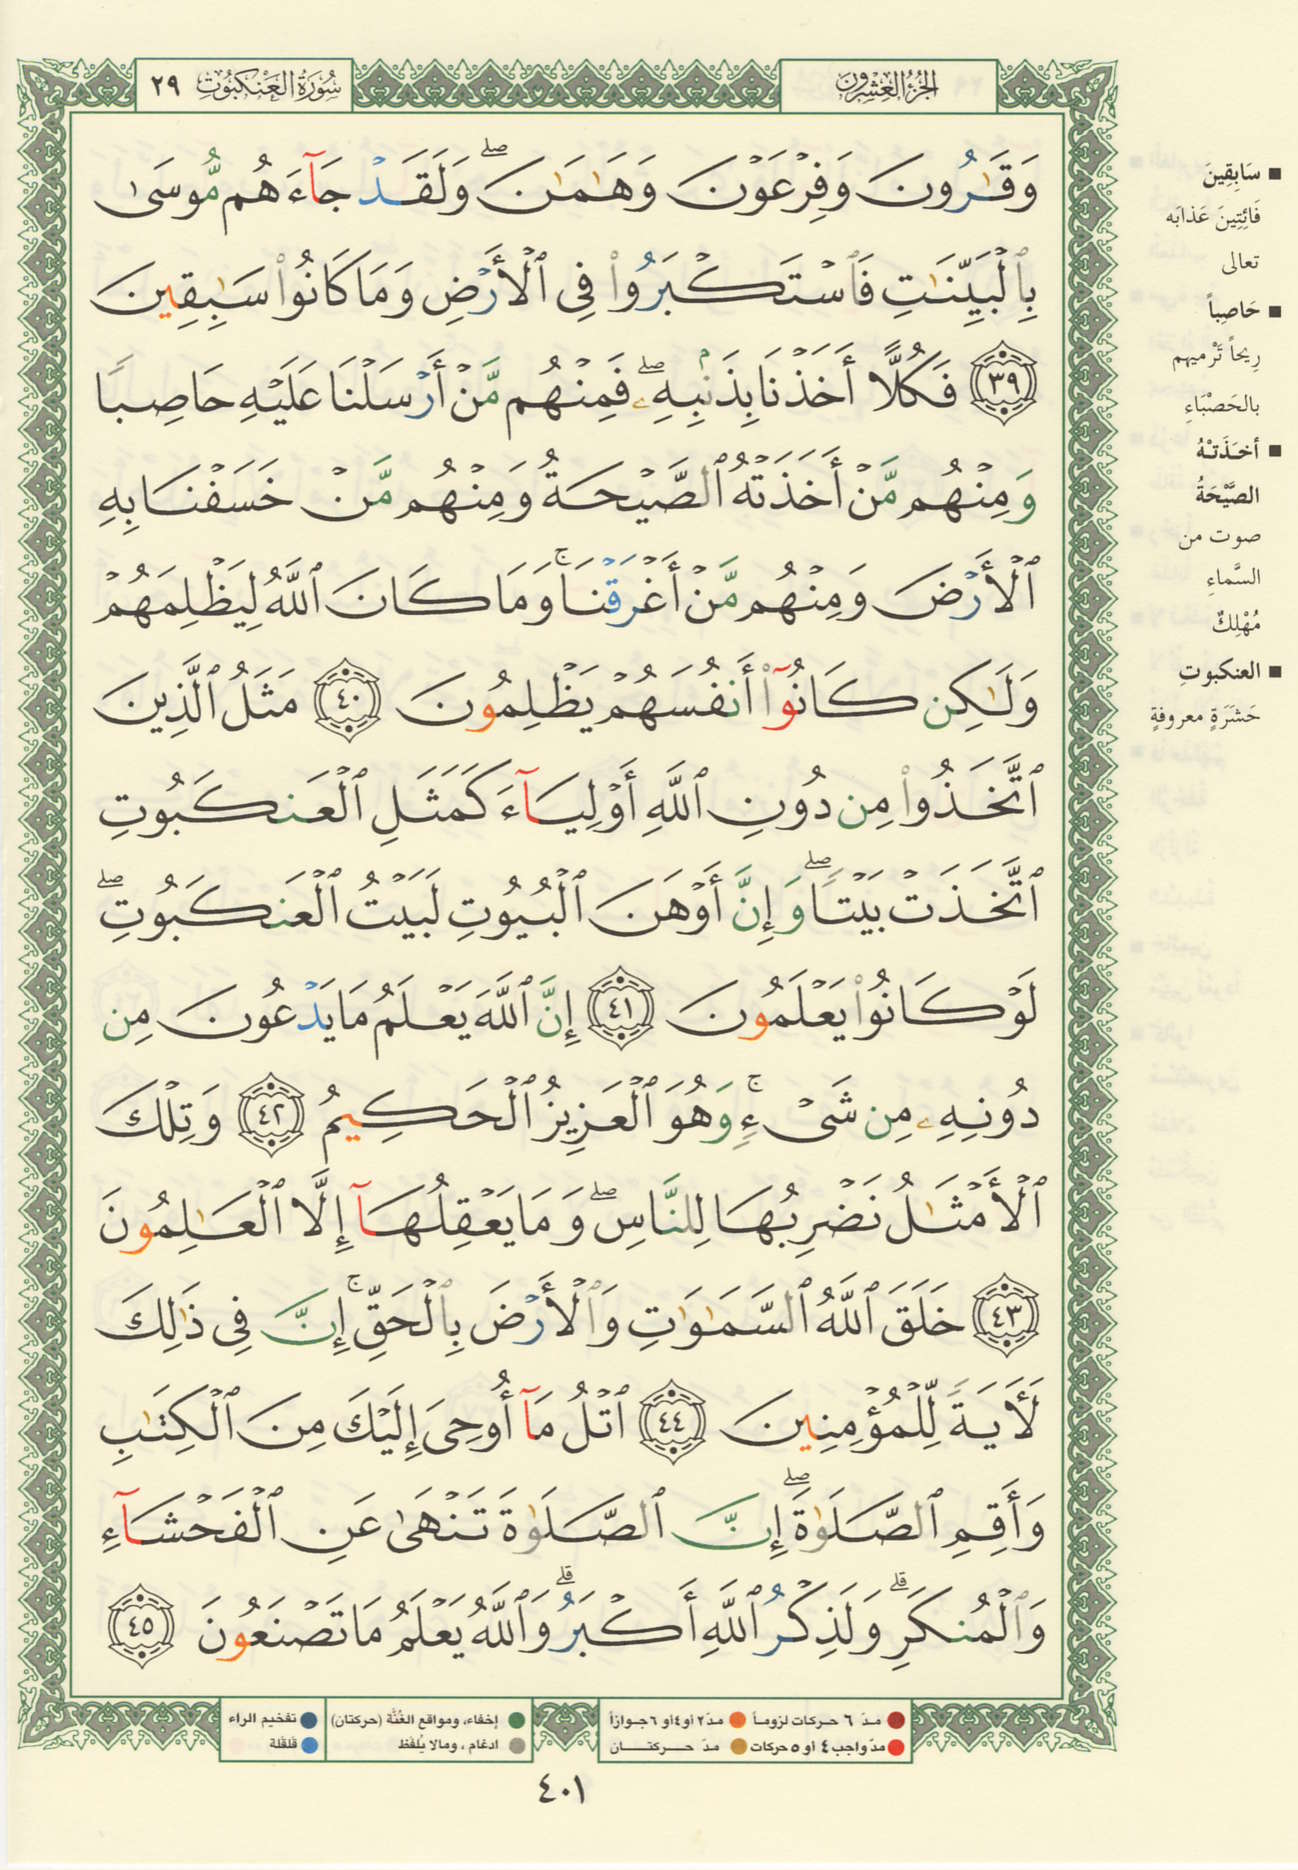 سُورَةُ العَنْكَبُوتِ ٢٩
الجُزْءُ العِشْرُونَ
وَقَٰرُونَ وَفِرْعَوْنَ وَهَٰمَٰنَ ۖ وَلَقَدْ جَآءَهُم مُّوسَىٰ
بِٱلْبَيِّنَٰتِ فَٱسْتَكْبَرُوا۟ فِى ٱلْأَرْضِ وَمَا كَانُوا۟ سَٰبِقِينَ
٣٩ فَكُلًّا أَخَذْنَا بِذَنۢبِهِۦ ۖ فَمِنْهُم مَّنْ أَرْسَلْنَا عَلَيْهِ حَاصِبًا
وَمِنْهُم مَّنْ أَخَذَتْهُ ٱلصَّيْحَةُ وَمِنْهُم مَّنْ خَسَفْنَا بِهِ
ٱلْأَرْضَ وَمِنْهُم مَّنْ أَغْرَقْنَا ۚ وَمَا كَانَ ٱللَّهُ لِيَظْلِمَهُمْ
وَلَٰكِن كَانُوٓا۟ أَنفُسَهُمْ يَظْلِمُونَ ٤٠ مَثَلُ ٱلَّذِينَ
ٱتَّخَذُوا۟ مِن دُونِ ٱللَّهِ أَوْلِيَآءَ كَمَثَلِ ٱلْعَنكَبُوتِ
ٱتَّخَذَتْ بَيْتًا ۖ وَإِنَّ أَوْهَنَ ٱلْبُيُوتِ لَبَيْتُ ٱلْعَنكَبُوتِ ۖ
لَوْ كَانُوا۟ يَعْلَمُونَ ٤١ إِنَّ ٱللَّهَ يَعْلَمُ مَا يَدْعُونَ مِن
دُونِهِۦ مِن شَىْءٍ ۚ وَهُوَ ٱلْعَزِيزُ ٱلْحَكِيمُ ٤٢ وَتِلْكَ
ٱلْأَمْثَٰلُ نَضْرِبُهَا لِلنَّاسِ ۖ وَمَا يَعْقِلُهَآ إِلَّا ٱلْعَٰلِمُونَ
٤٣ خَلَقَ ٱللَّهُ ٱلسَّمَٰوَٰتِ وَٱلْأَرْضَ بِٱلْحَقِّ ۚ إِنَّ فِى ذَٰلِكَ
لَءَايَةً لِّلْمُؤْمِنِينَ ٤٤ ٱتْلُ مَآ أُوحِىَ إِلَيْكَ مِنَ ٱلْكِتَٰبِ
وَأَقِمِ ٱلصَّلَوٰةَ ۖ إِنَّ ٱلصَّلَوٰةَ تَنْهَىٰ عَنِ ٱلْفَحْشَآءِ
وَٱلْمُنكَرِ ۗ وَلَذِكْرُ ٱللَّهِ أَكْبَرُ ۗ وَٱللَّهُ يَعْلَمُ مَا تَصْنَعُونَ ٤٥
سَابِقِينَ
فَائِتِينَ عَذابَه
تعالى
حَاصِباً
رِيحاً تَرْميهم
بالحَصْبَاءِ
أخَذَتْهُ
الصَّيْحَةُ
صوت من
السَّماءِ
مُهْلِكٌ
العنكبوتِ
حَشَرَةٍ معروفةٍ
مدّ ٦ حركات لزوماً مدّ ٢ أو ٤ أو ٦ جوازاً
مدّ واجب ٤ أو ٥ حركات مدّ حركتان
إخفاء، ومواقع الغُنَّة (حركتان) تفخيم الراء
ادغام ، ومالا يُلفظ قلقلة
٤٠١